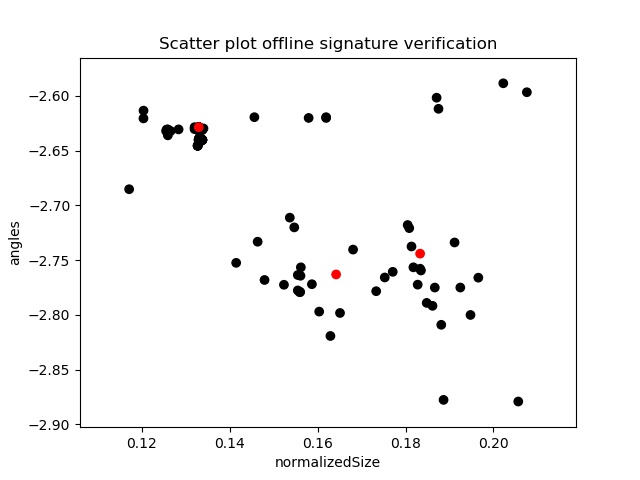 Scatter plot offline signature verification
−2.60
−2.65
−2.70
−2.75
−2.80
−2.85
−2.90
angles
0.12 0.14 0.16 0.18 0.20
normalizedSize